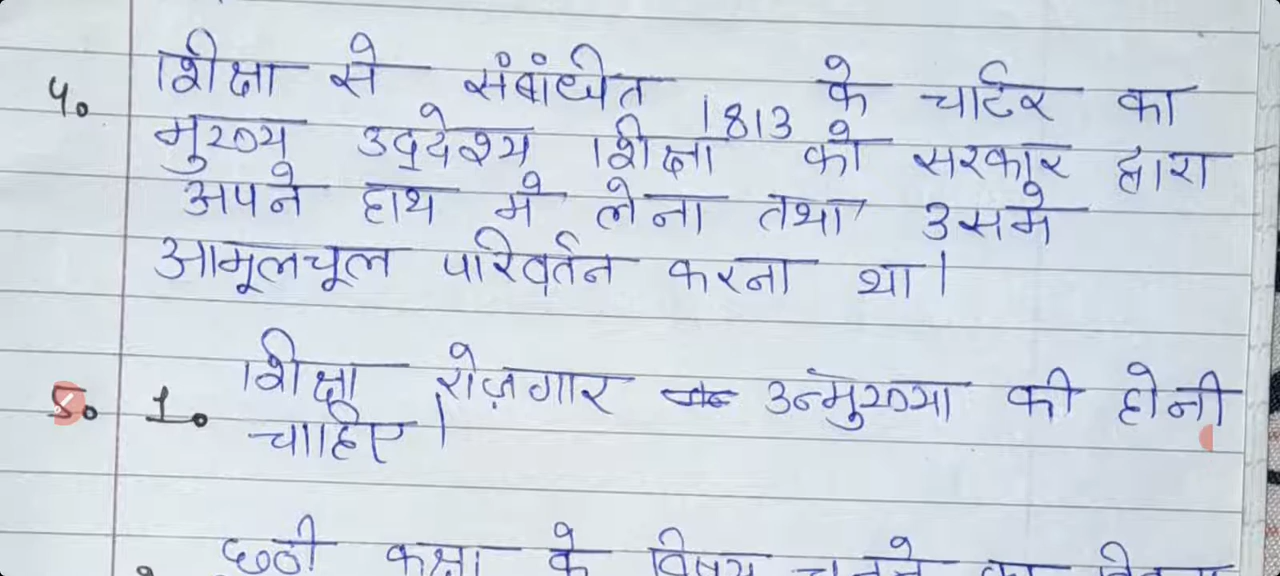 4. शिक्षा से संबंधित 1813 के चार्टर का
मुख्य उद्देश्य शिक्षा को सरकार द्वारा
अपने हाथ मे लेना तथा उसमे
आमूलचूल परिवर्तन करना था।
5. 1. शिक्षा रोज़गार उन्मुख्या की होनी
चाहिए।
छठी कक्षा के विषय चुनने का